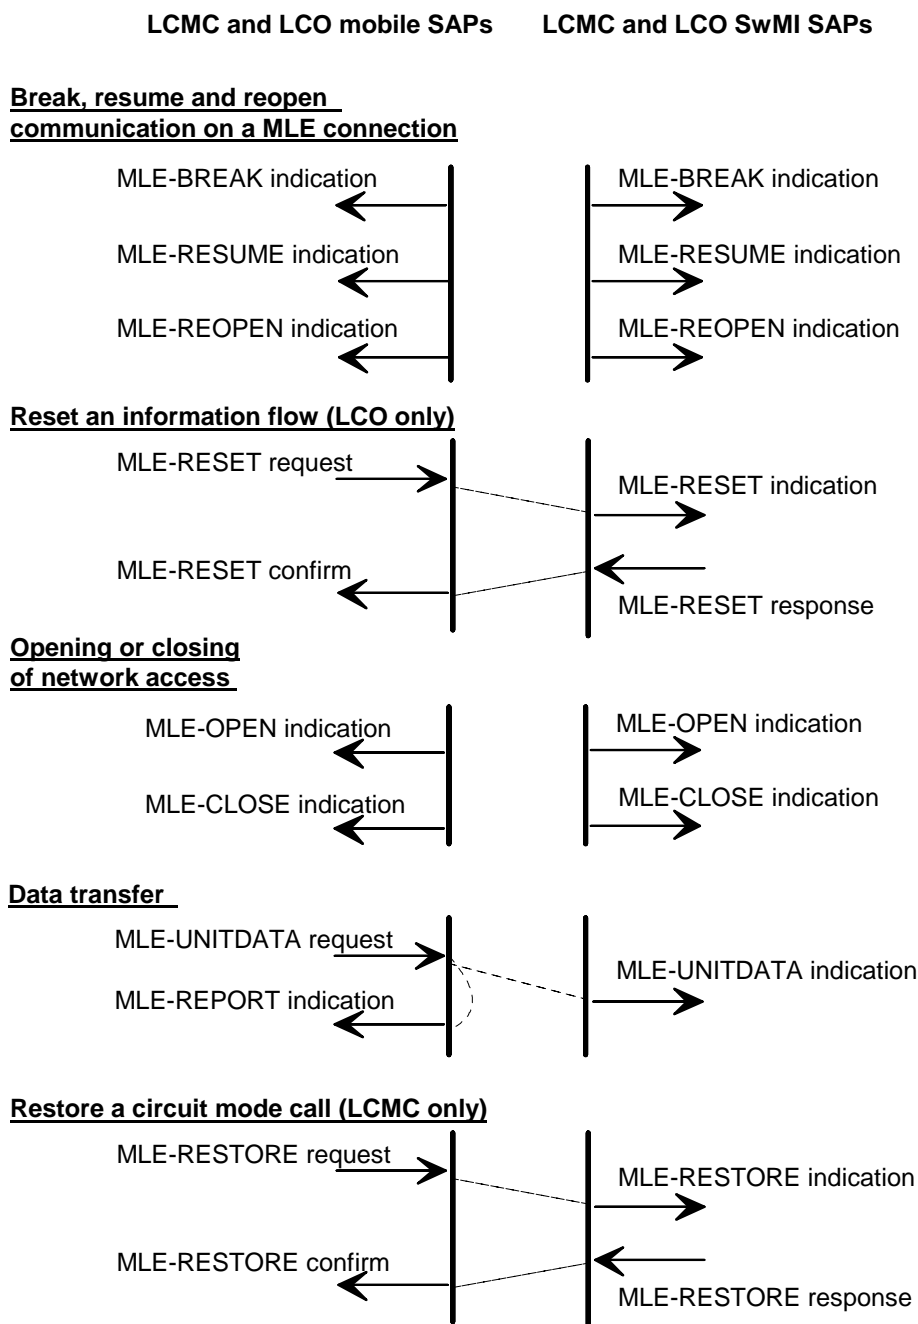 LCMC and LCO mobile SAPs LCMC and LCO SwMI SAPs
Break, resume and reopen
communication on a MLE connection
MLE-BREAK indication MLE-BREAK indication
MLE-RESUME indication MLE-RESUME indication
MLE-REOPEN indication MLE-REOPEN indication
Reset an information flow (LCO only)
MLE-RESET request
MLE-RESET indication
MLE-RESET confirm
MLE-RESET response
Opening or closing
of network access
MLE-OPEN indication MLE-OPEN indication
MLE-CLOSE indication MLE-CLOSE indication
Data transfer
MLE-UNITDATA request
MLE-UNITDATA indication
MLE-REPORT indication
Restore a circuit mode call (LCMC only)
MLE-RESTORE request
MLE-RESTORE indication
MLE-RESTORE confirm
MLE-RESTORE response